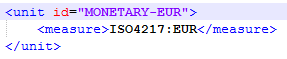 <unit id="MONETARY-EUR">
<measure>ISO4217:EUR</measure>
</unit>